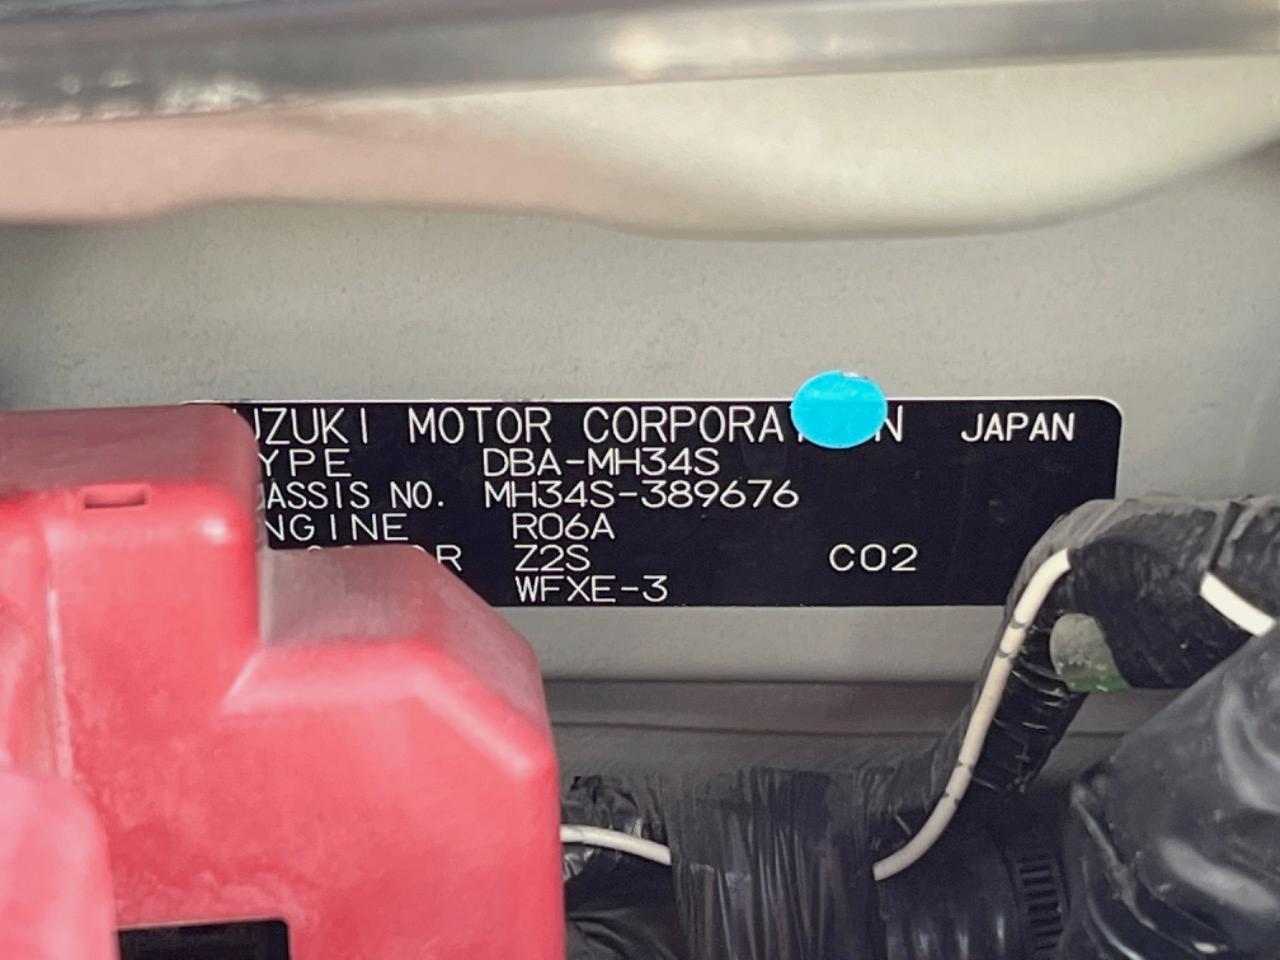 UZUKI MOTOR CORPORA N JAPAN
YPE DBA-MH34S
ASSIS NO. MH34S-389676
NGINE R06A
R Z2S C02
WFXE-3